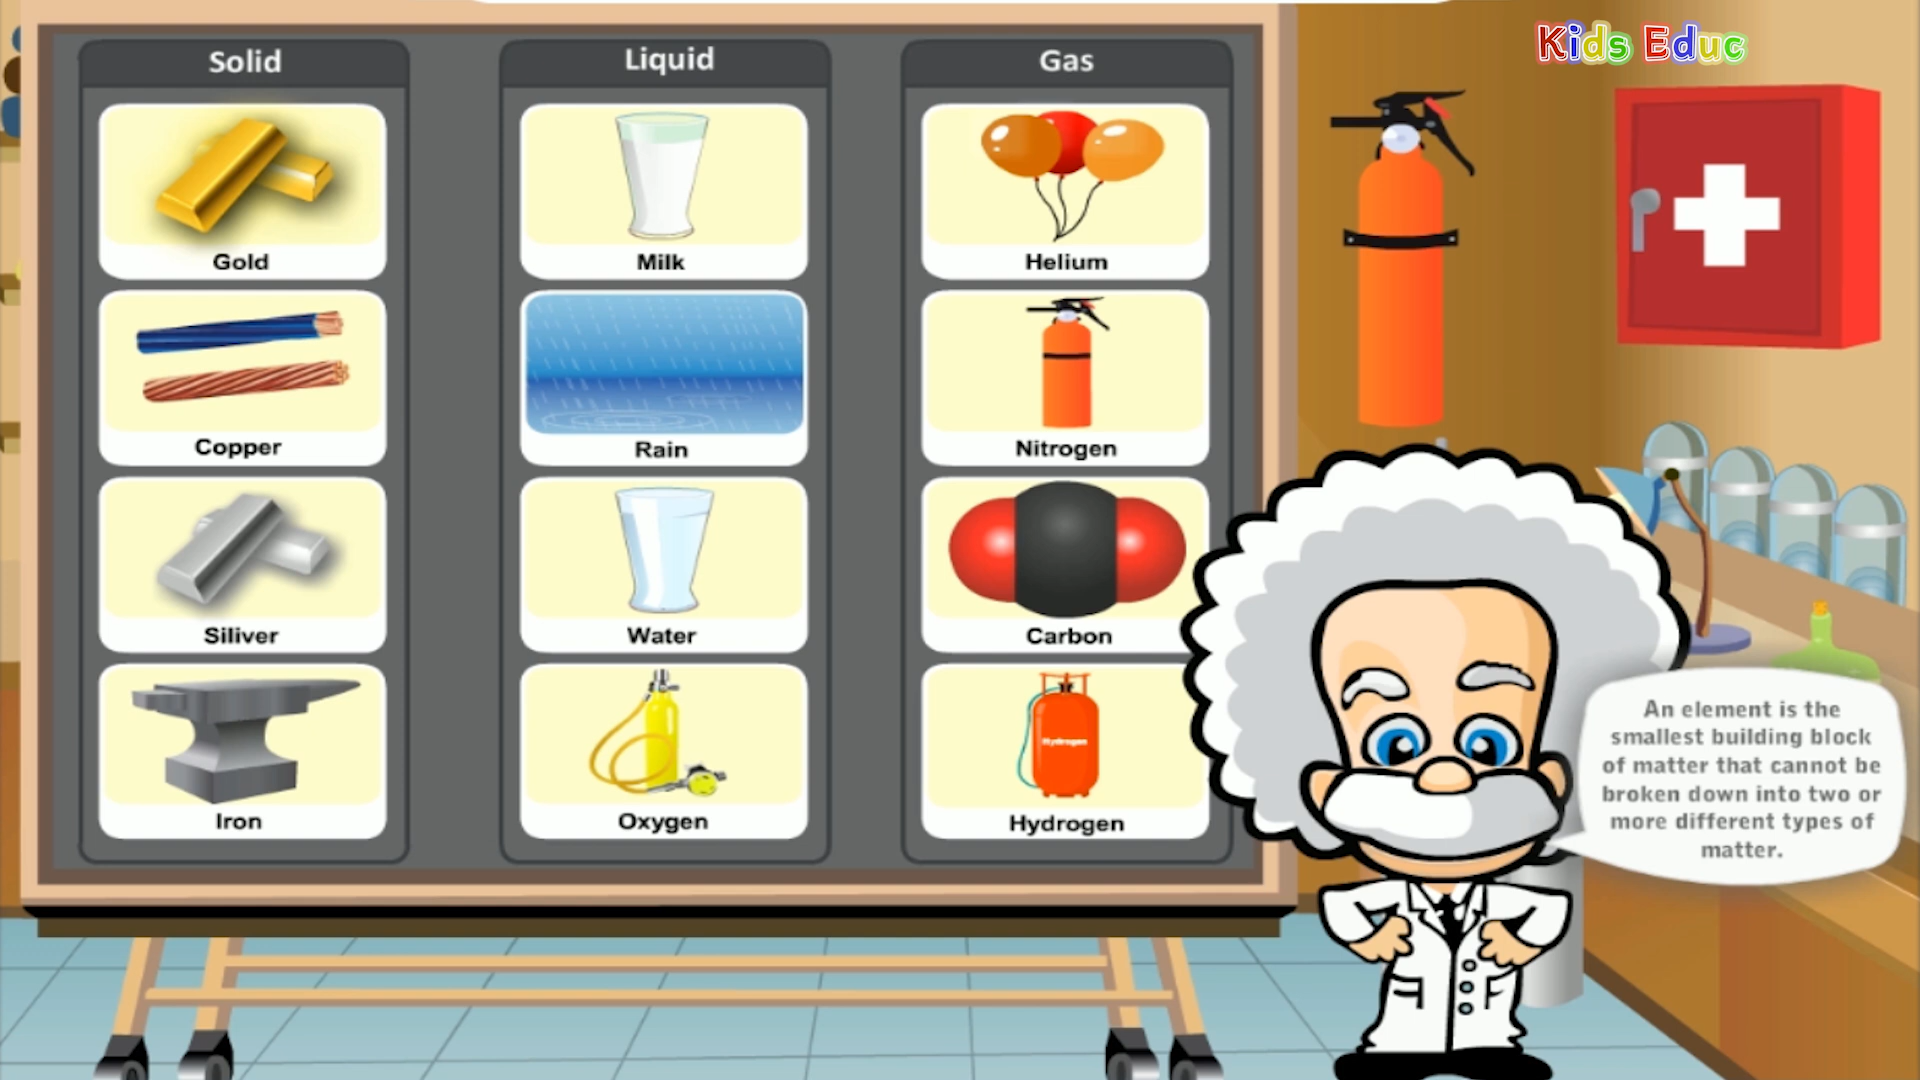 Kids Educ
Solid
Liquid
Gas
Gold
Milk
Helium
Copper
Rain
Nitrogen
Siliver
Water
Carbon
Iron
Oxygen
Hydrogen
Hydrogen
An element is the
smallest building block
of matter that cannot be
broken down into two or
more different types of
matter.